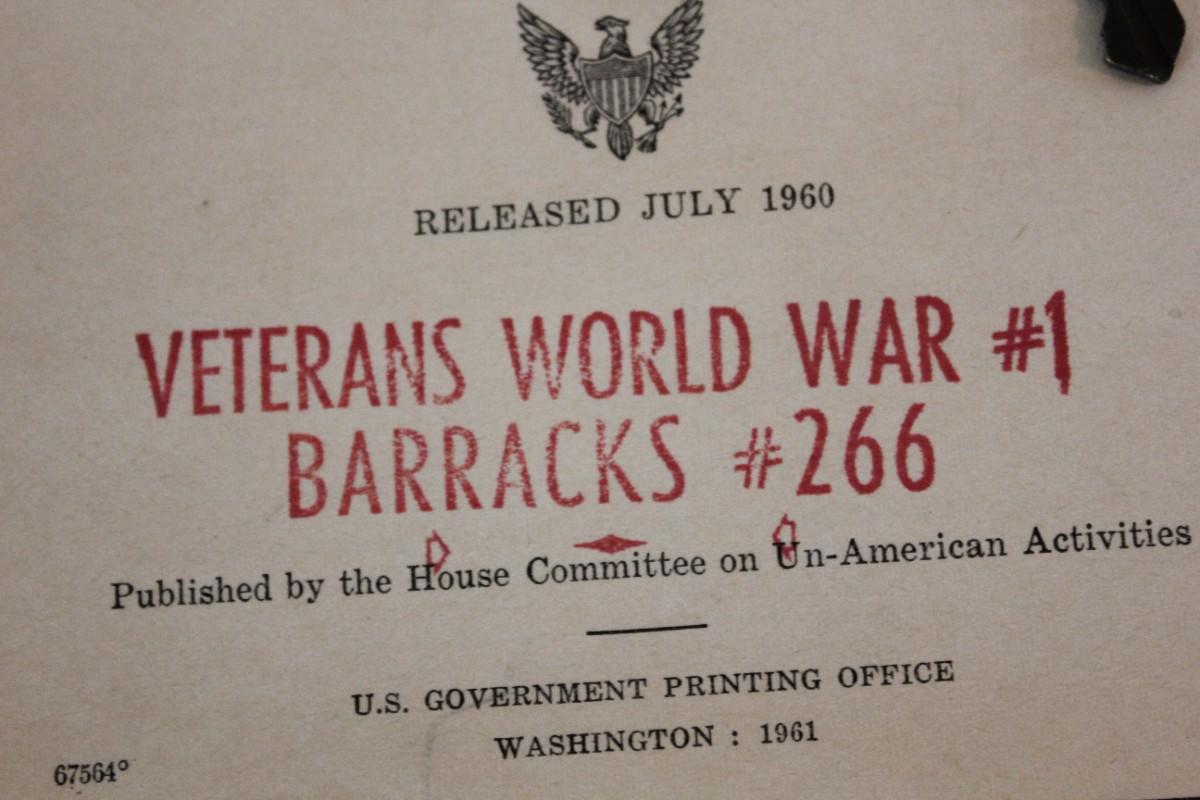 RELEASED JULY 1960
VETERANS WORLD WAR #1
BARRACKS #266
Published by the House Committee on Un-American Activities
U.S. GOVERNMENT PRINTING OFFICE
WASHINGTON : 1961
67564°